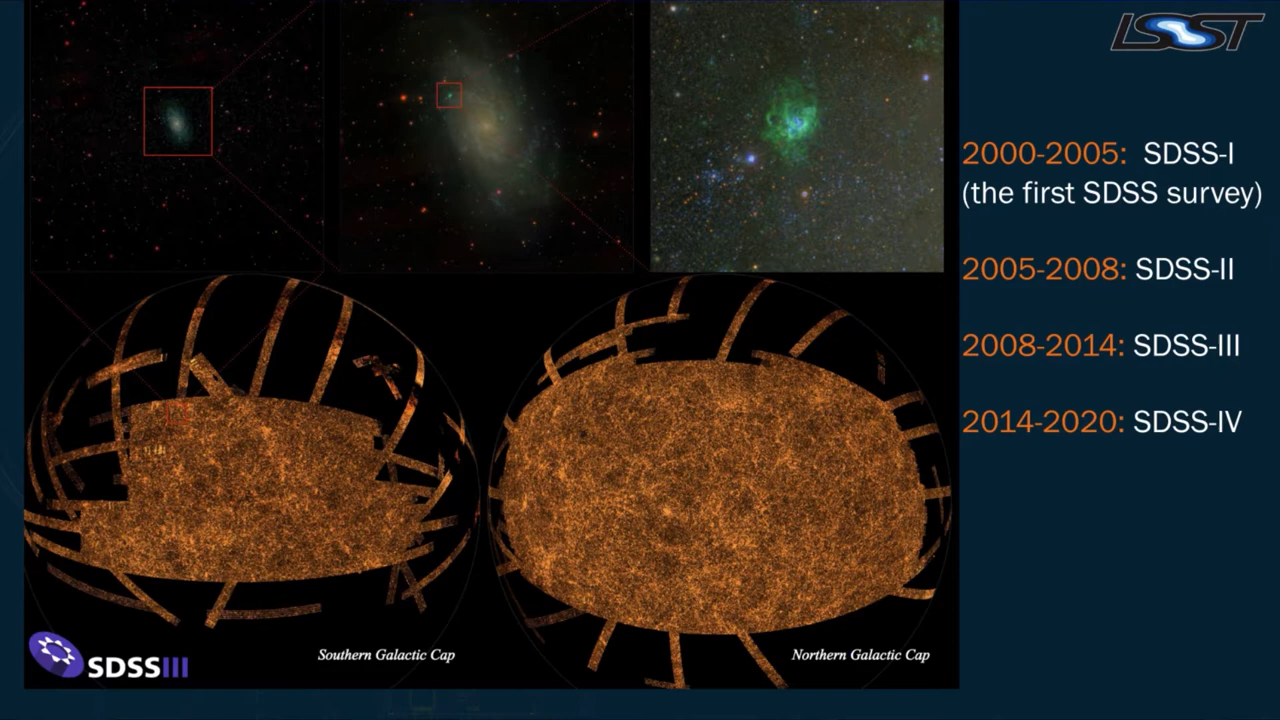 LSST
2000-2005: SDSS-I
(the first SDSS survey)
2005-2008: SDSS-II
2008-2014: SDSS-III
2014-2020: SDSS-IV
SDSSIII
Southern Galactic Cap
Northern Galactic Cap